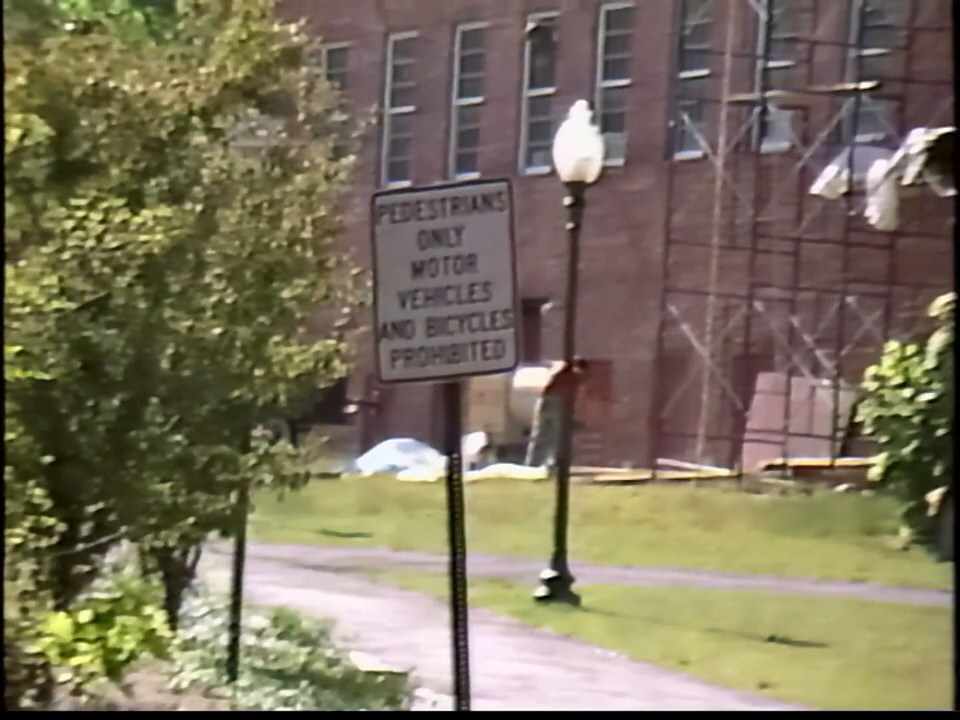 PEDESTRIANS
ONLY
MOTOR
VEHICLES
AND BICYCLES
PROHIBITED